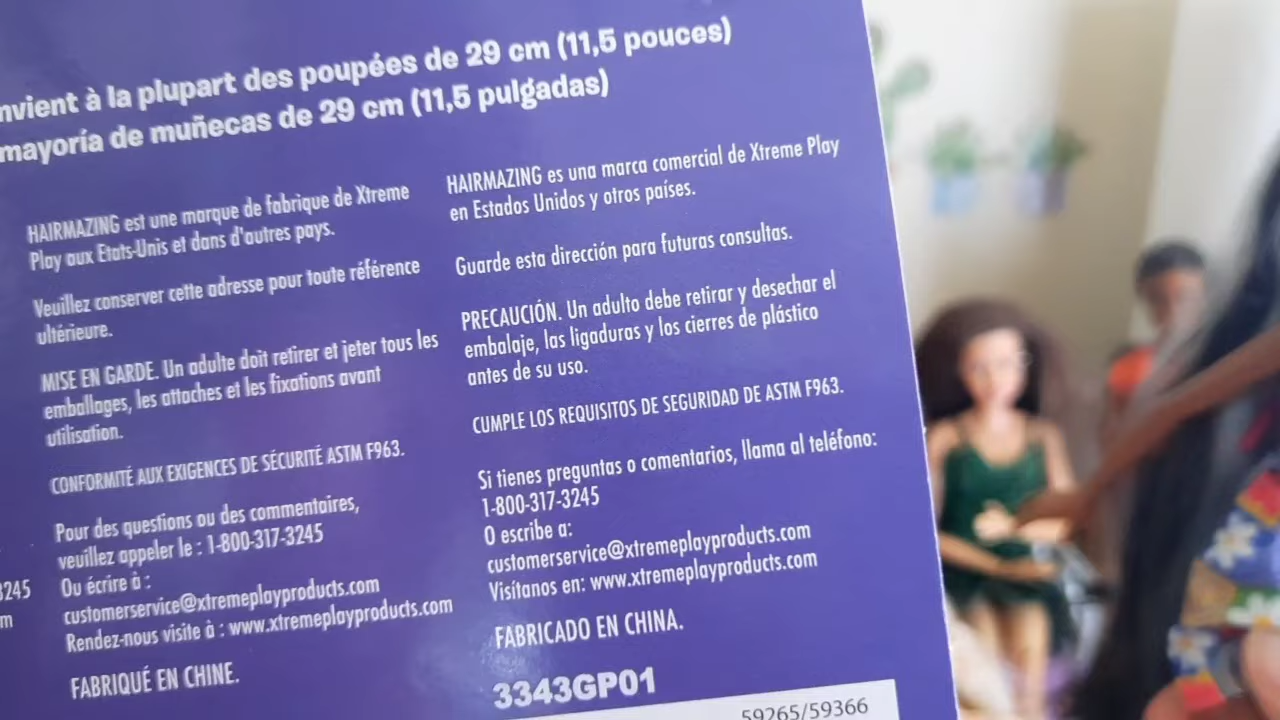 à la plupart des poupées de 29 cm (11,5 pouces)
mayoría de muñecas de 29 cm (11,5 pulgadas)
HAIRMAZING est une marque de fabrique de Xtreme
Play aux Etats-Unis et dans d'autres pays.
Veuillez conserver cette adresse pour toute référence
ultérieure.
MISE EN GARDE. Un adulte doit retirer et jeter tous les
emballages, les attaches et les fixations avant
utilisation.
CONFORMITÉ AUX EXIGENCES DE SÉCURITÉ ASTM F963.
Pour des questions ou des commentaires,
veuillez appeler le : 1-800-317-3245
Ou écrire à :
customerservice@xtremeplayproducts.com
Rendez-nous visite à : www.xtremeplayproducts.com
FABRIQUÉ EN CHINE.
HAIRMAZING es una marca comercial de Xtreme Play
en Estados Unidos y otros países.
Guarde esta dirección para futuras consultas.
PRECAUCIÓN. Un adulto debe retirar y desechar el
embalaje, las ligaduras y los cierres de plástico
antes de su uso.
CUMPLE LOS REQUISITOS DE SEGURIDAD DE ASTM F963.
Si tienes preguntas o comentarios, llama al teléfono:
1-800-317-3245
O escribe a:
customerservice@xtremeplayproducts.com
Visítanos en: www.xtremeplayproducts.com
FABRICADO EN CHINA.
3343GP01
59265/59366